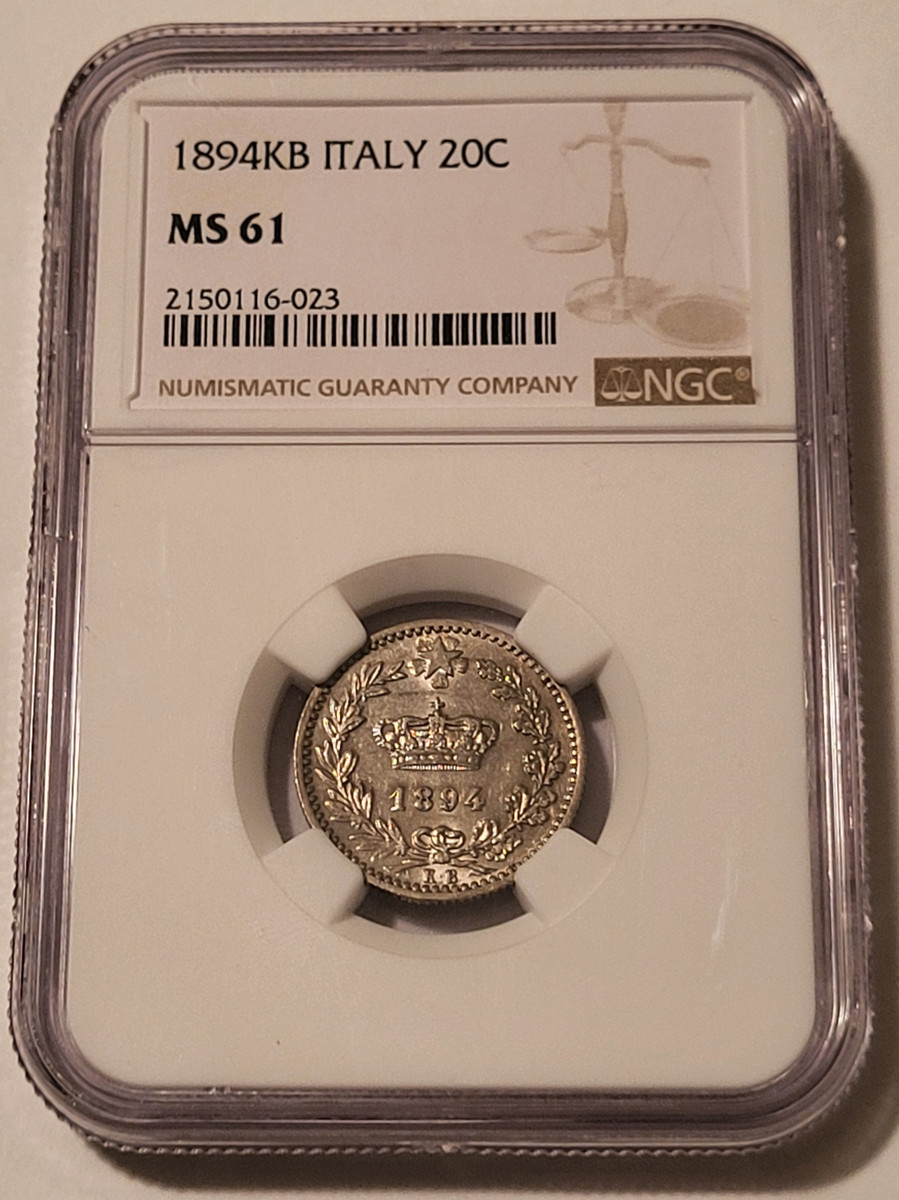 1894KB ITALY 20C
MS 61
2150116-023
NUMISMATIC GUARANTY COMPANY
NGC®
1894
K·B